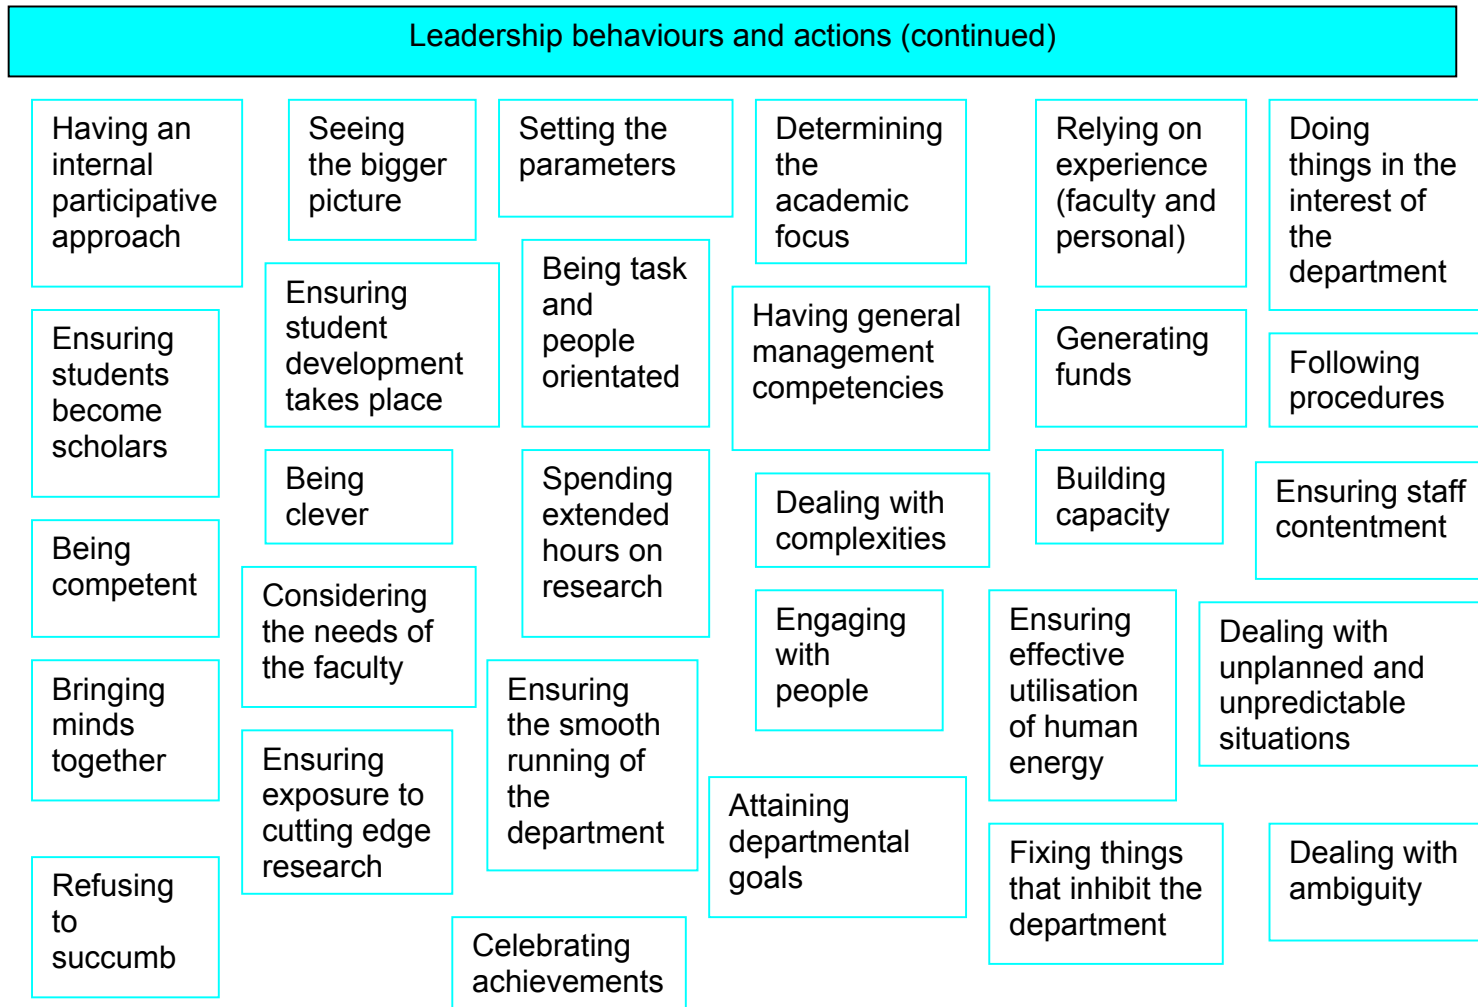 Leadership behaviours and actions (continued)
Having an
internal
participative
approach
Seeing
the bigger
picture
Setting the
parameters
Determining
the
academic
focus
Relying on
experience
(faculty and
personal)
Doing
things in the
interest of
the
department
Ensuring
student
development
takes place
Being task
and
people
orientated
Having general
management
competencies
Ensuring
students
become
scholars
Generating
funds
Following
procedures
Being
clever
Spending
extended
hours on
research
Dealing with
complexities
Building
capacity
Ensuring staff
contentment
Being
competent
Considering
the needs of
the faculty
Engaging
with
people
Ensuring
effective
utilisation
of human
energy
Dealing with
unplanned and
unpredictable
situations
Bringing
minds
together
Ensuring
the smooth
running of
the
department
Ensuring
exposure to
cutting edge
research
Attaining
departmental
goals
Fixing things
that inhibit the
department
Dealing with
ambiguity
Refusing
to
succumb
Celebrating
achievements